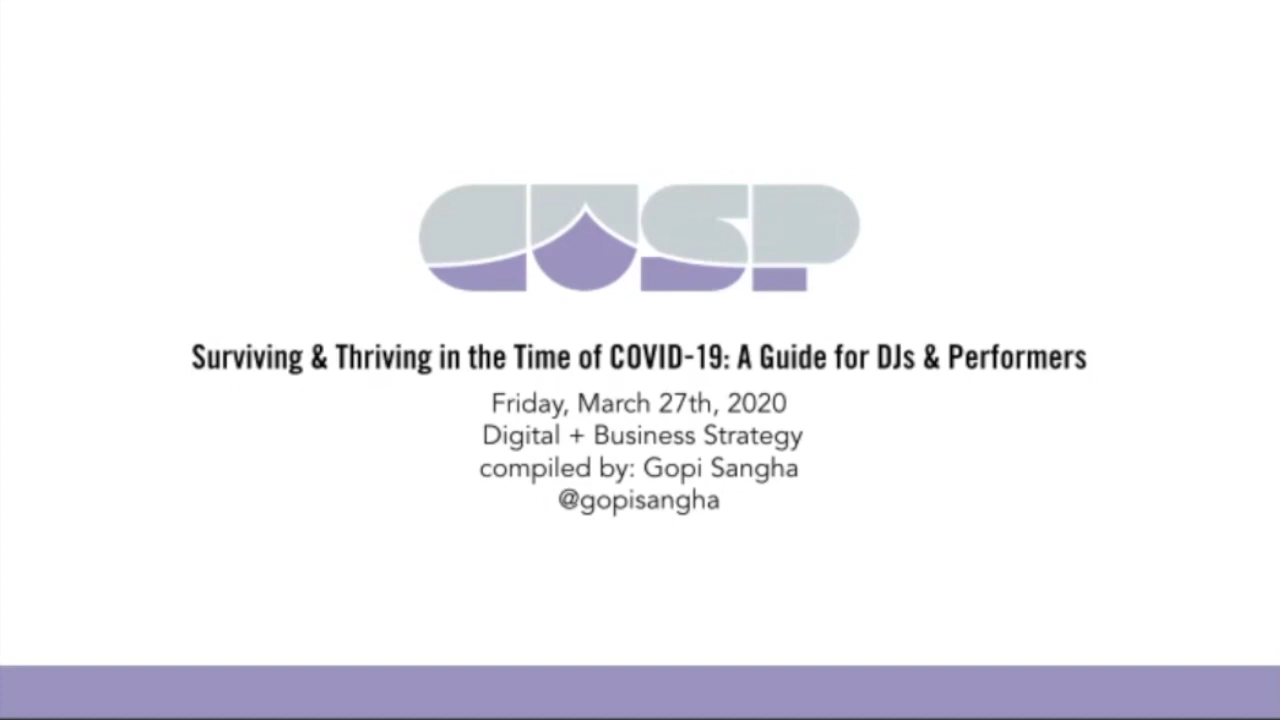 CUSP
Surviving & Thriving in the Time of COVID-19: A Guide for DJs & Performers
Friday, March 27th, 2020
Digital + Business Strategy
compiled by: Gopi Sangha
@gopisangha